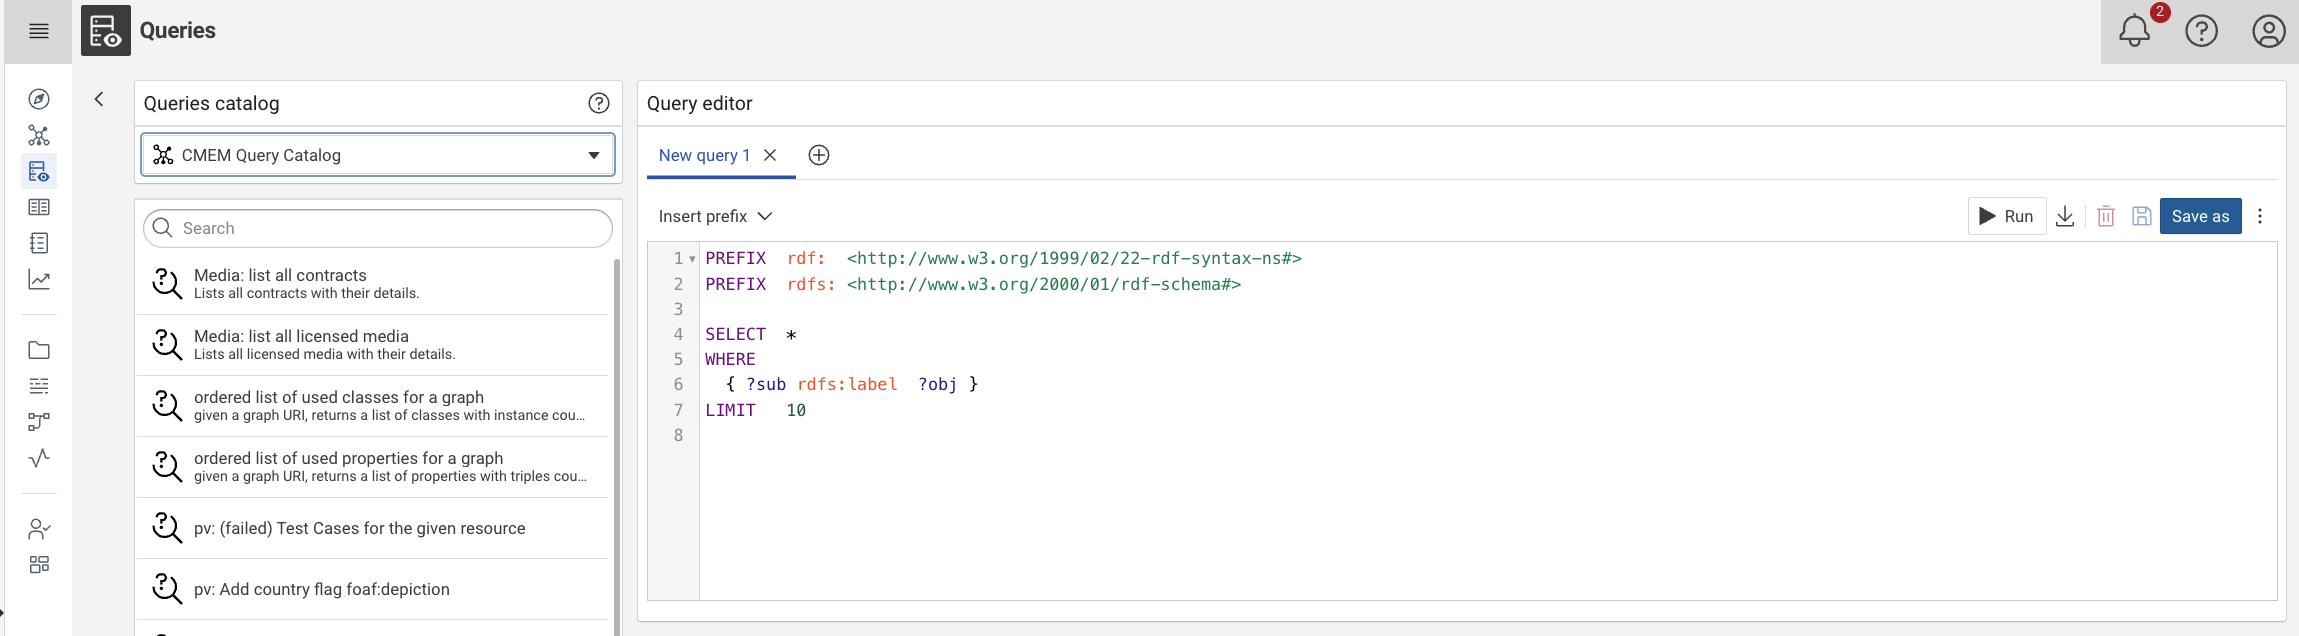 Queries
2
Queries catalog
CMEM Query Catalog
Search
Media: list all contracts
Lists all contracts with their details.
Media: list all licensed media
Lists all licensed media with their details.
ordered list of used classes for a graph
given a graph URI, returns a list of classes with instance cou...
ordered list of used properties for a graph
given a graph URI, returns a list of properties with triples cou...
pv: (failed) Test Cases for the given resource
pv: Add country flag foaf:depiction
Query editor
New query 1
Insert prefix
Run
Save as
1 PREFIX  rdf:  <http://www.w3.org/1999/02/22-rdf-syntax-ns#>
2 PREFIX  rdfs: <http://www.w3.org/2000/01/rdf-schema#>
3
4 SELECT  *
5 WHERE
6   { ?sub rdfs:label  ?obj }
7 LIMIT   10
8